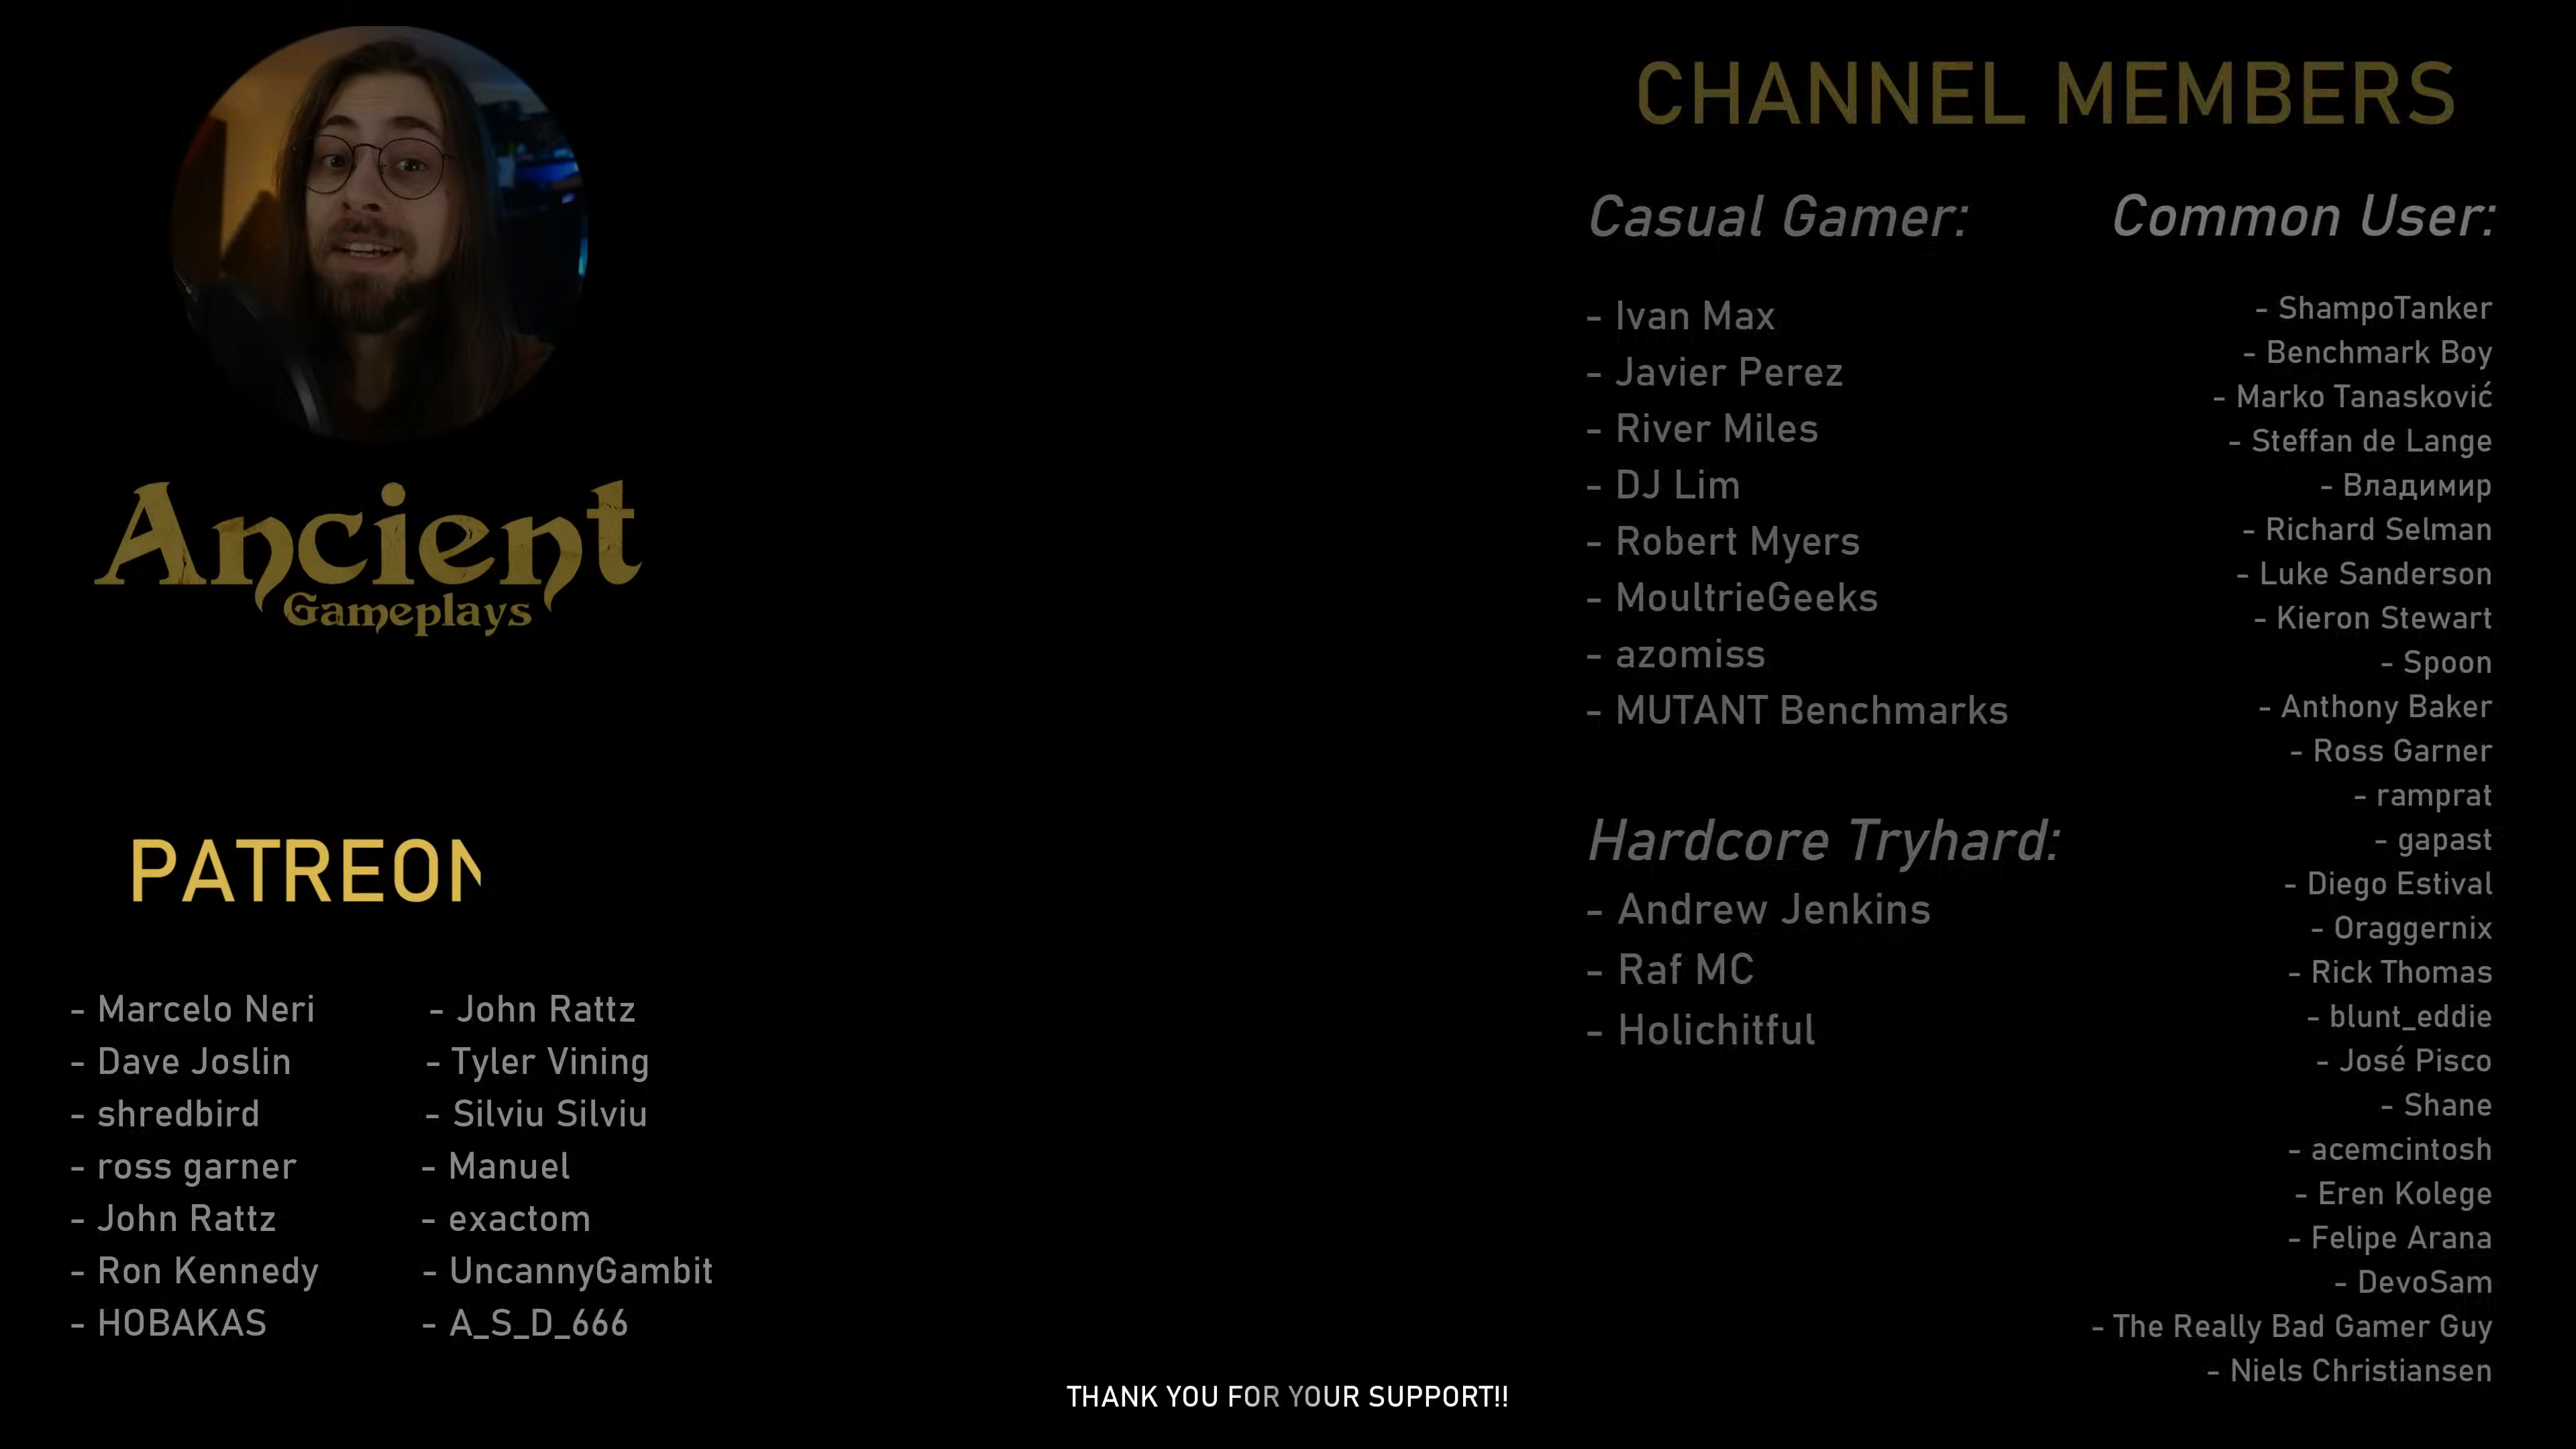 Ancient
Gameplays
PATREON
- Marcelo Neri
- Dave Joslin
- shredbird
- ross garner
- John Rattz
- Ron Kennedy
- HOBAKAS
- John Rattz
- Tyler Vining
- Silviu Silviu
- Manuel
- exactom
- UncannyGambit
- A_S_D_666
CHANNEL MEMBERS
Casual Gamer:
- Ivan Max
- Javier Perez
- River Miles
- DJ Lim
- Robert Myers
- MoultrieGeeks
- azomiss
- MUTANT Benchmarks
Hardcore Tryhard:
- Andrew Jenkins
- Raf MC
- Holichitful
Common User:
- ShampoTanker
- Benchmark Boy
- Marko Tanasković
- Steffan de Lange
- Владимир
- Richard Selman
- Luke Sanderson
- Kieron Stewart
- Spoon
- Anthony Baker
- Ross Garner
- ramprat
- gapast
- Diego Estival
- Oraggernix
- Rick Thomas
- blunt_eddie
- José Pisco
- Shane
- acemcintosh
- Eren Kolege
- Felipe Arana
- DevoSam
- The Really Bad Gamer Guy
- Niels Christiansen
THANK YOU FOR YOUR SUPPORT!!